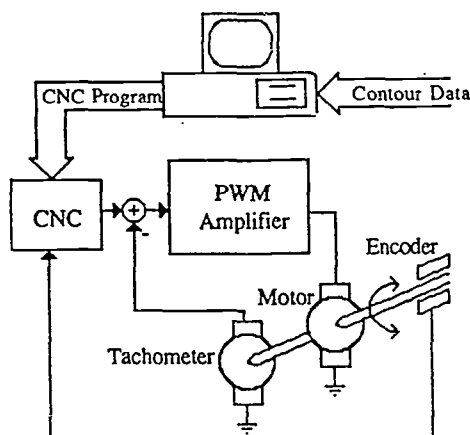 CNC Program
Contour Data
CNC
+
-
PWM
Amplifier
Encoder
Motor
Tachometer